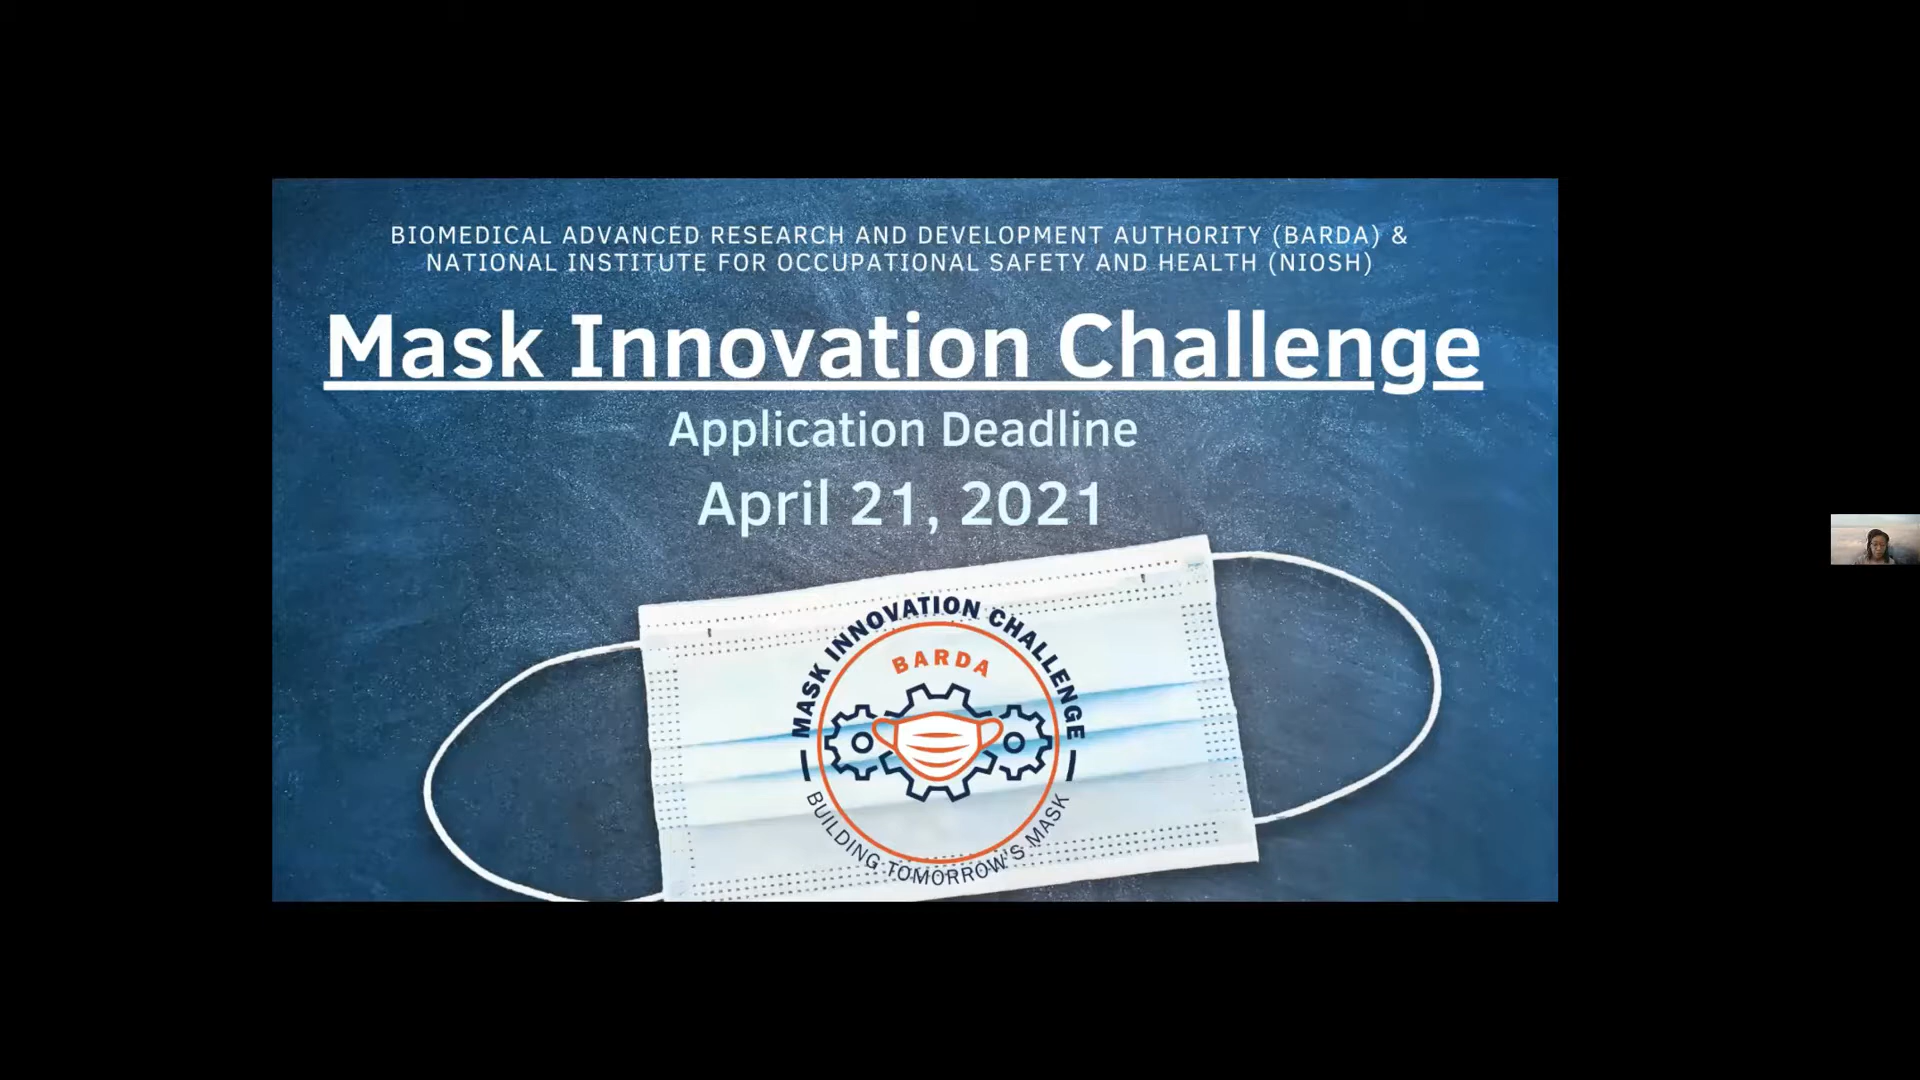 BIOMEDICAL ADVANCED RESEARCH AND DEVELOPMENT AUTHORITY (BARDA) &
NATIONAL INSTITUTE FOR OCCUPATIONAL SAFETY AND HEALTH (NIOSH)
Mask Innovation Challenge
Application Deadline
April 21, 2021
MASK INNOVATION CHALLENGE
BARDA
BUILDING TOMORROW'S MASK